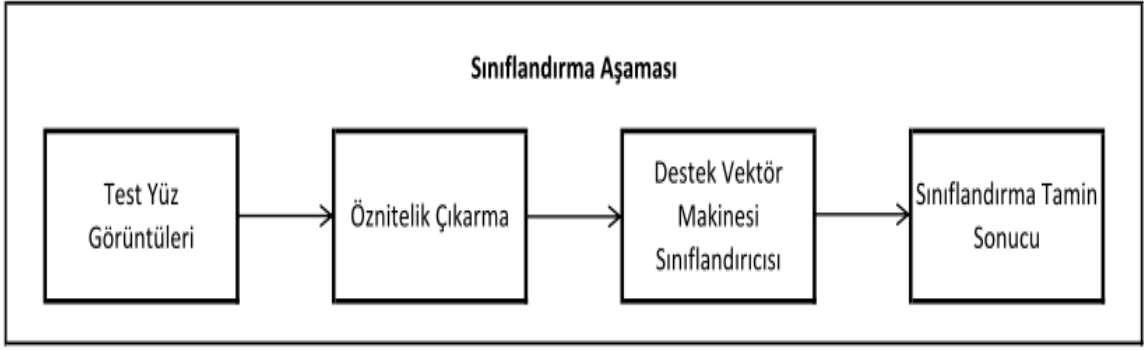 Sınıflandırma Aşaması
Test Yüz
Görüntüleri
Öznitelik Çıkarma
Destek Vektör
Makinesi
Sınıflandırıcısı
Sınıflandırma Tamin
Sonucu